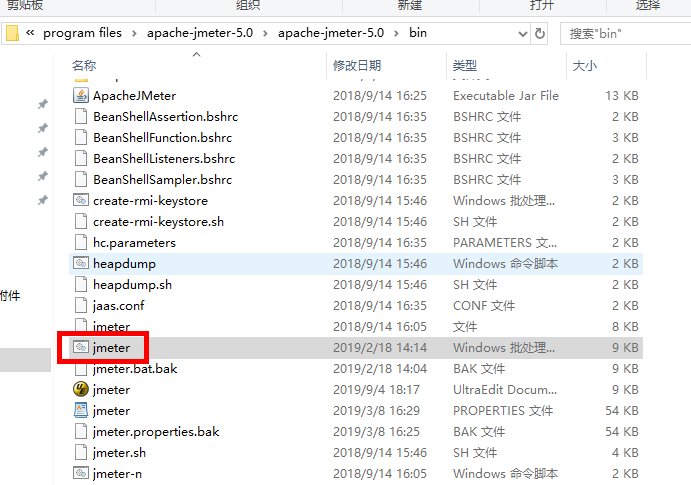 剪贴板 组织 新建 打开 选择
« program files › apache-jmeter-5.0 › apache-jmeter-5.0 › bin 搜索"bin"
名称 修改日期 类型 大小
ApacheJMeter 2018/9/14 16:25 Executable Jar File 13 KB
BeanShellAssertion.bshrc 2018/9/14 16:25 BSHRC 文件 2 KB
BeanShellFunction.bshrc 2018/9/14 16:25 BSHRC 文件 3 KB
BeanShellListeners.bshrc 2018/9/14 16:25 BSHRC 文件 2 KB
BeanShellSampler.bshrc 2018/9/14 16:25 BSHRC 文件 3 KB
create-rmi-keystore 2018/9/14 15:46 Windows 批处理... 2 KB
create-rmi-keystore.sh 2018/9/14 15:46 SH 文件 2 KB
hc.parameters 2018/9/14 16:25 PARAMETERS 文... 2 KB
heapdump 2018/9/14 15:46 Windows 命令脚本 2 KB
heapdump.sh 2018/9/14 15:46 SH 文件 2 KB
附件
jaas.conf 2018/9/14 16:25 CONF 文件 2 KB
jmeter 2018/9/14 16:05 文件 8 KB
jmeter 2019/2/18 14:14 Windows 批处理... 9 KB
jmeter.bat.bak 2019/2/18 14:04 BAK 文件 9 KB
jmeter 2019/9/4 18:17 UltraEdit Docum... 9 KB
jmeter 2019/3/8 16:29 PROPERTIES 文件 54 KB
jmeter.properties.bak 2019/3/8 16:25 BAK 文件 54 KB
jmeter.sh 2018/9/14 15:46 SH 文件 4 KB
jmeter-n 2018/9/14 16:05 Windows 命令脚本 2 KB